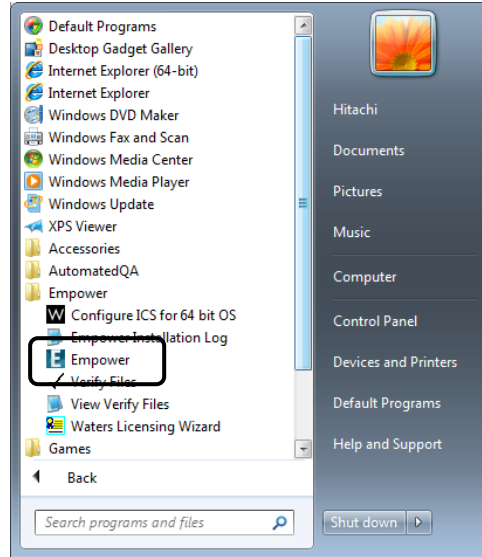 Default Programs
Desktop Gadget Gallery
Internet Explorer (64-bit)
Internet Explorer
Windows DVD Maker
Windows Fax and Scan
Windows Media Center
Windows Media Player
Windows Update
XPS Viewer
Accessories
AutomatedQA
Empower
Configure ICS for 64 bit OS
Empower Installation Log
Empower
Verify Files
View Verify Files
Waters Licensing Wizard
Games
Back
Search programs and files
Hitachi
Documents
Pictures
Music
Computer
Control Panel
Devices and Printers
Default Programs
Help and Support
Shut down